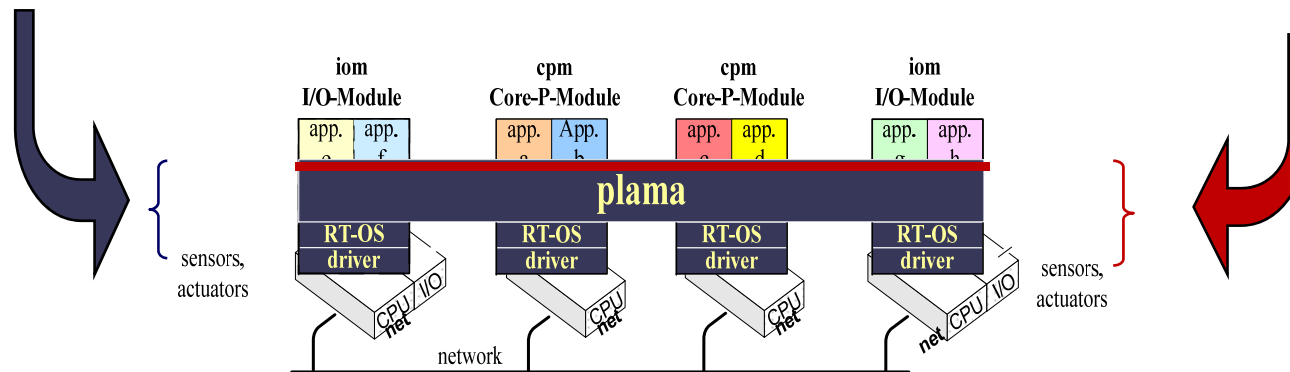 iom
I/O-Module
cpm
Core-P-Module
cpm
Core-P-Module
iom
I/O-Module
app.
e
app.
f
app.
a
App.
b
app.
c
app.
d
app.
g
app.
h
plama
RT-OS
driver
RT-OS
driver
RT-OS
driver
RT-OS
driver
sensors,
actuators
sensors,
actuators
CPU
I/O
net
CPU
net
CPU
net
CPU
I/O
net
network